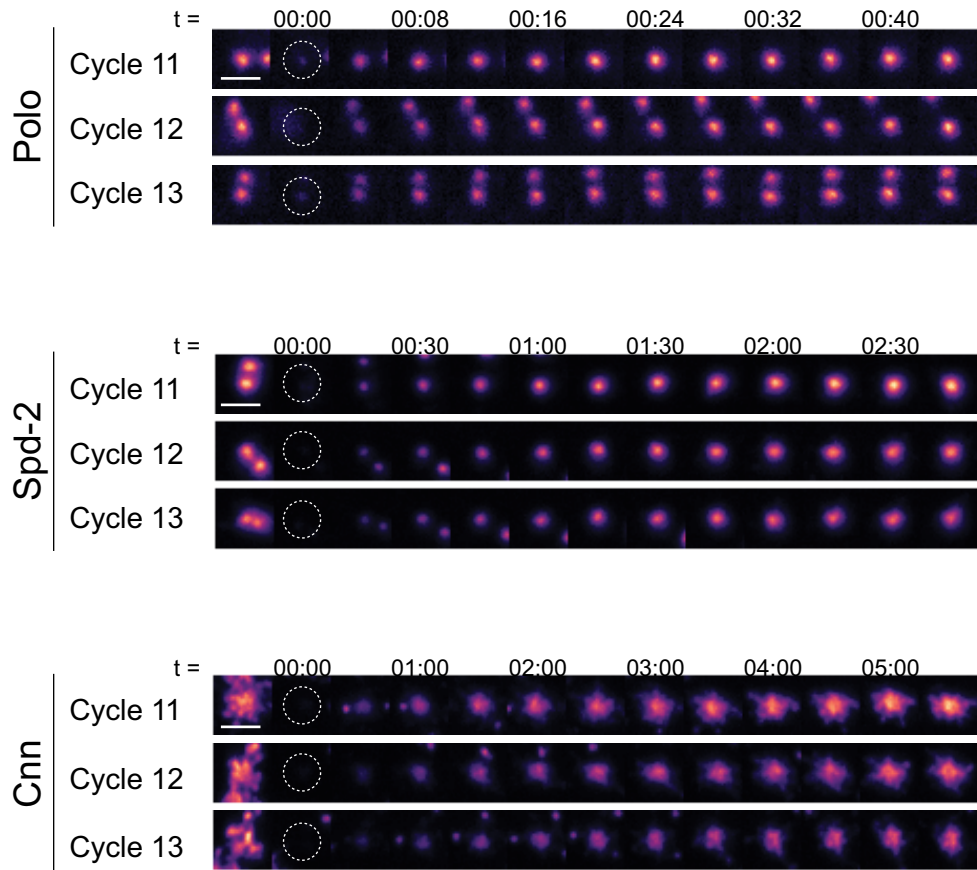 t = 00:00 00:08 00:16 00:24 00:32 00:40
Polo
Cycle 11
Cycle 12
Cycle 13
t = 00:00 00:30 01:00 01:30 02:00 02:30
Spd-2
Cycle 11
Cycle 12
Cycle 13
t = 00:00 01:00 02:00 03:00 04:00 05:00
Cnn
Cycle 11
Cycle 12
Cycle 13